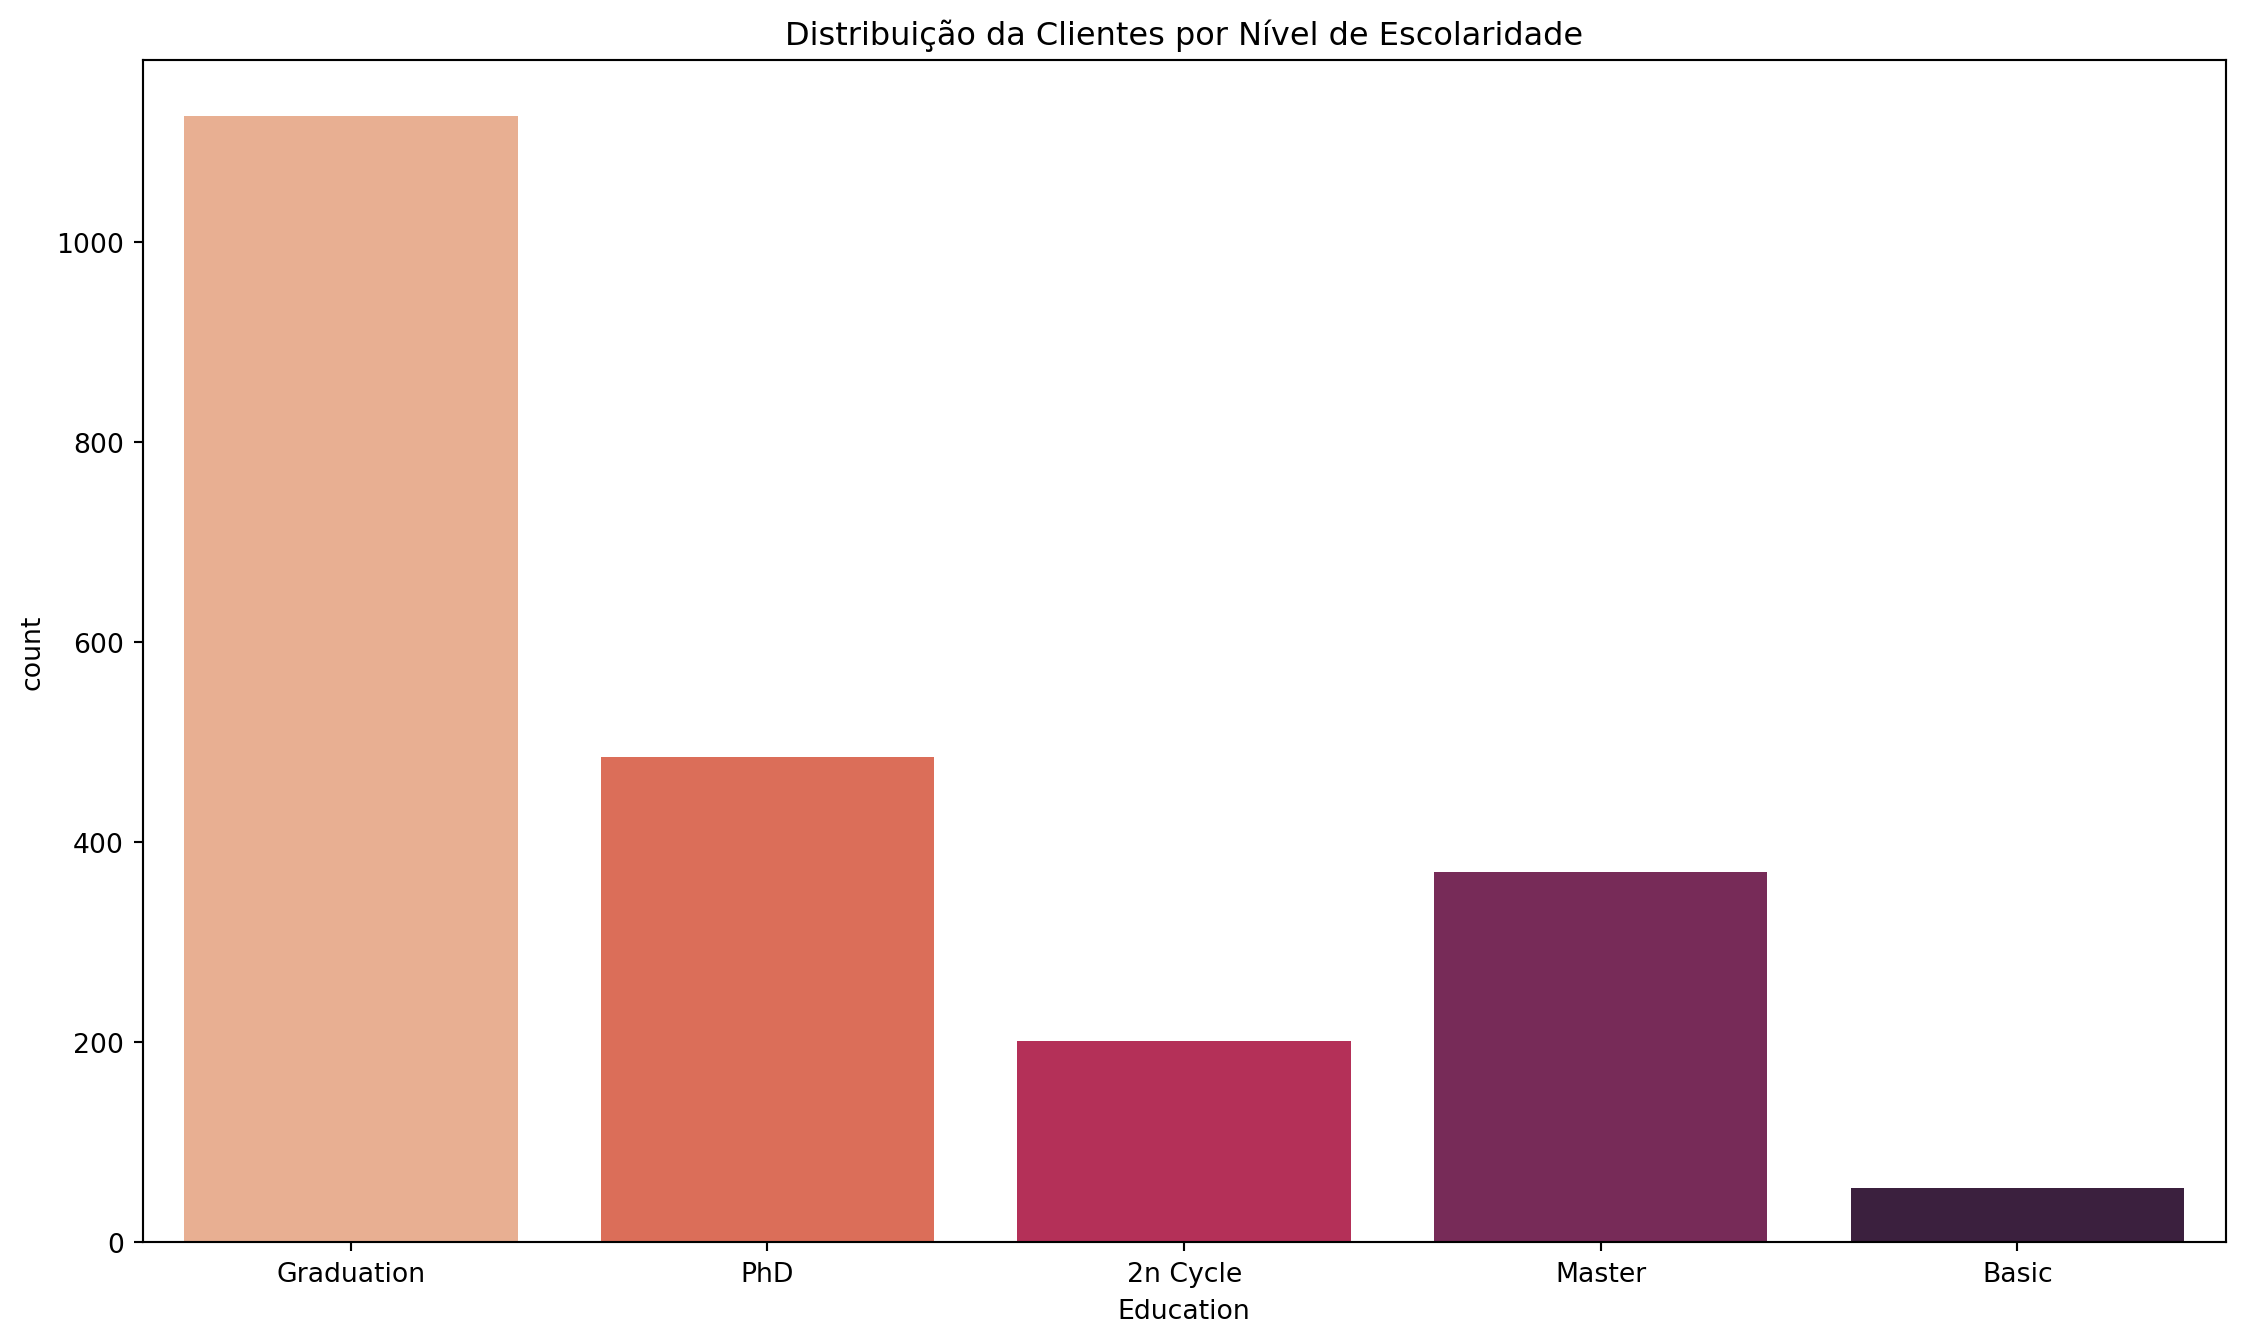 Distribuição da Clientes por Nível de Escolaridade
1000
800
600
400
200
0
count
Graduation
PhD
2n Cycle
Master
Basic
Education